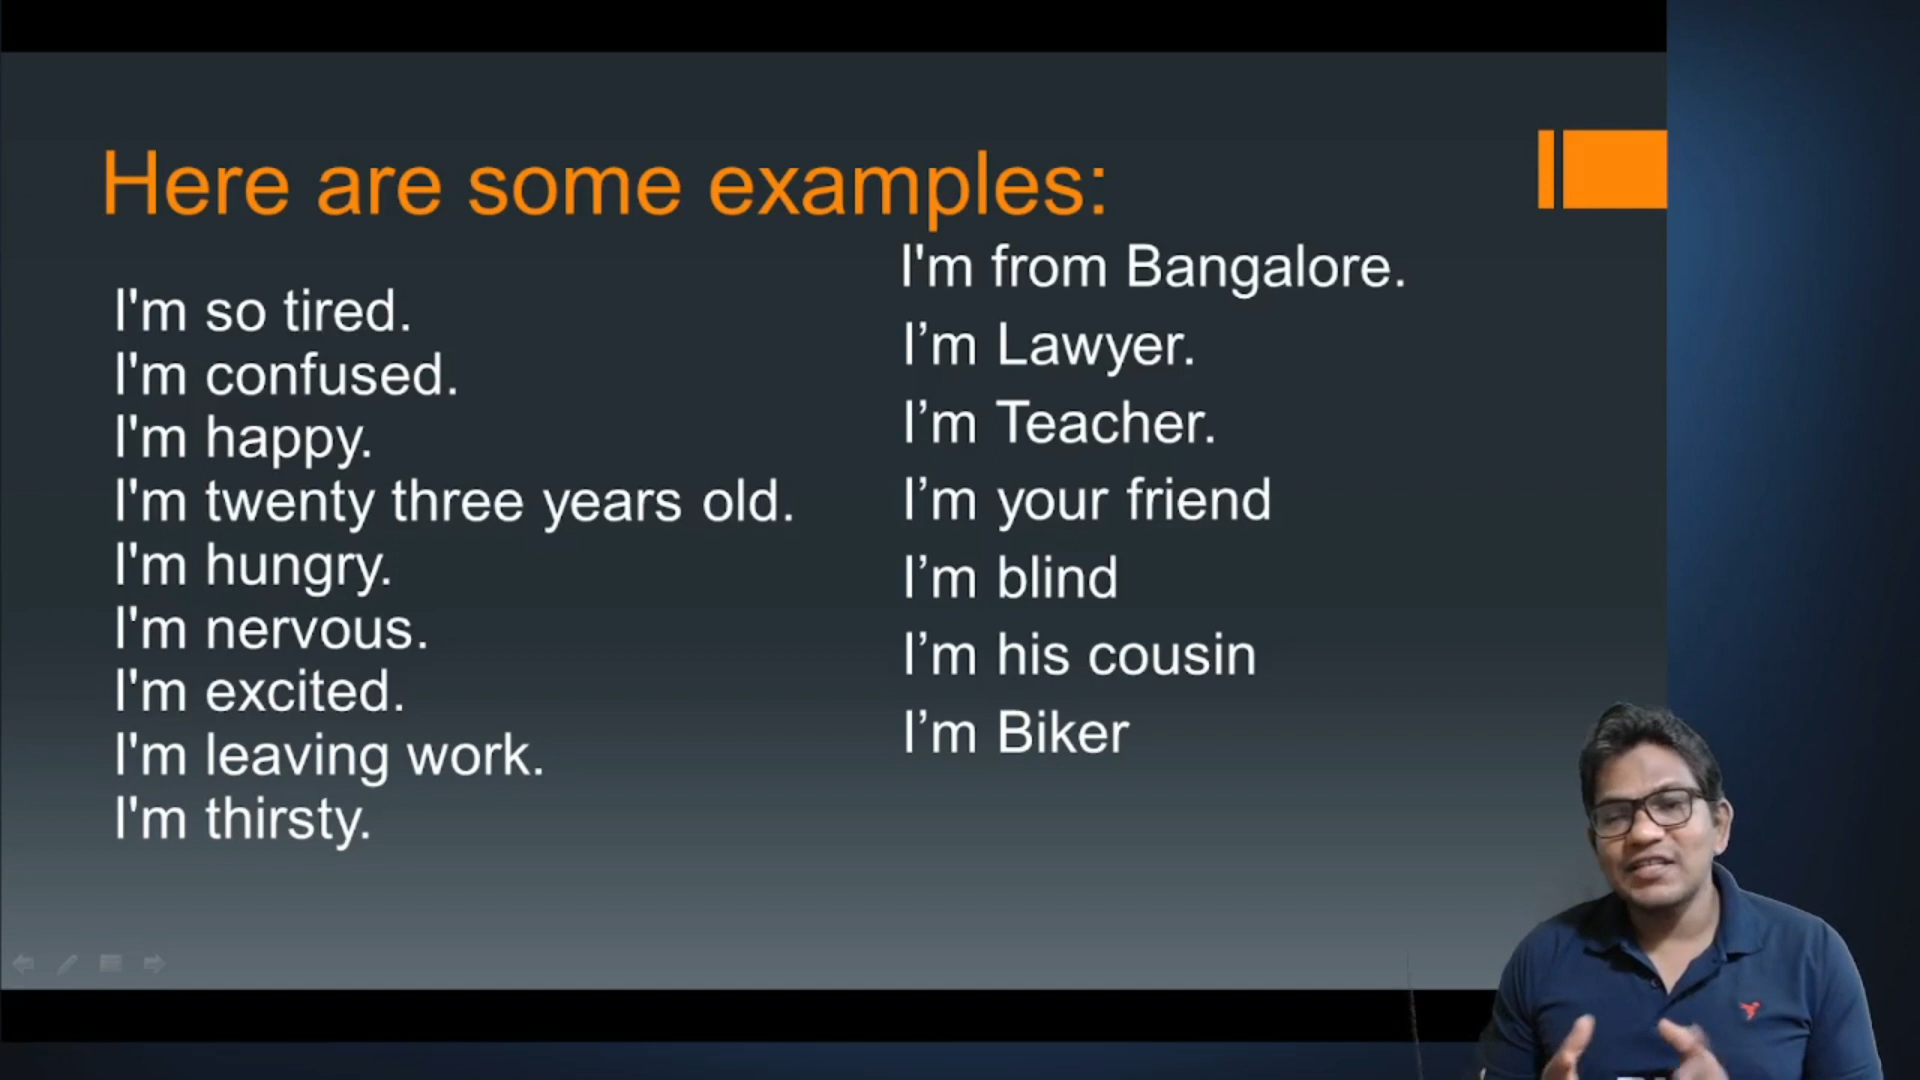 Here are some examples:
I'm so tired.
I'm confused.
I'm happy.
I'm twenty three years old.
I'm hungry.
I'm nervous.
I'm excited.
I'm leaving work.
I'm thirsty.
I'm from Bangalore.
I’m Lawyer.
I’m Teacher.
I’m your friend
I’m blind
I’m his cousin
I’m Biker